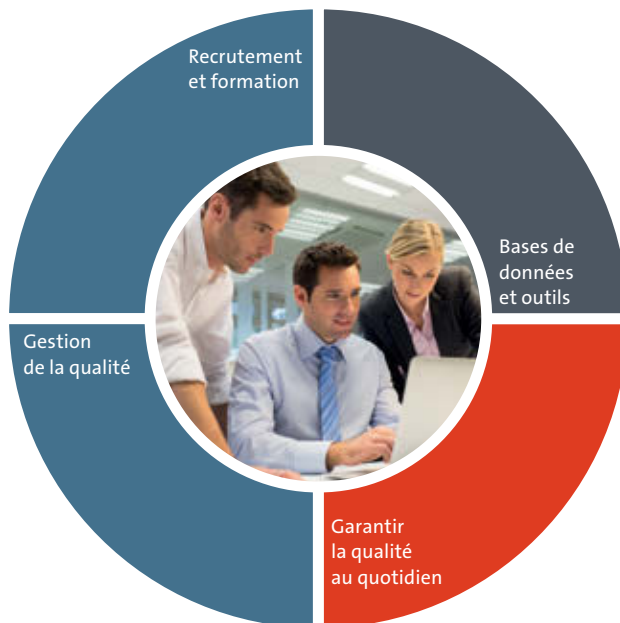 Recrutement
et formation
Bases de
données
et outils
Gestion
de la qualité
Garantir
la qualité
au quotidien